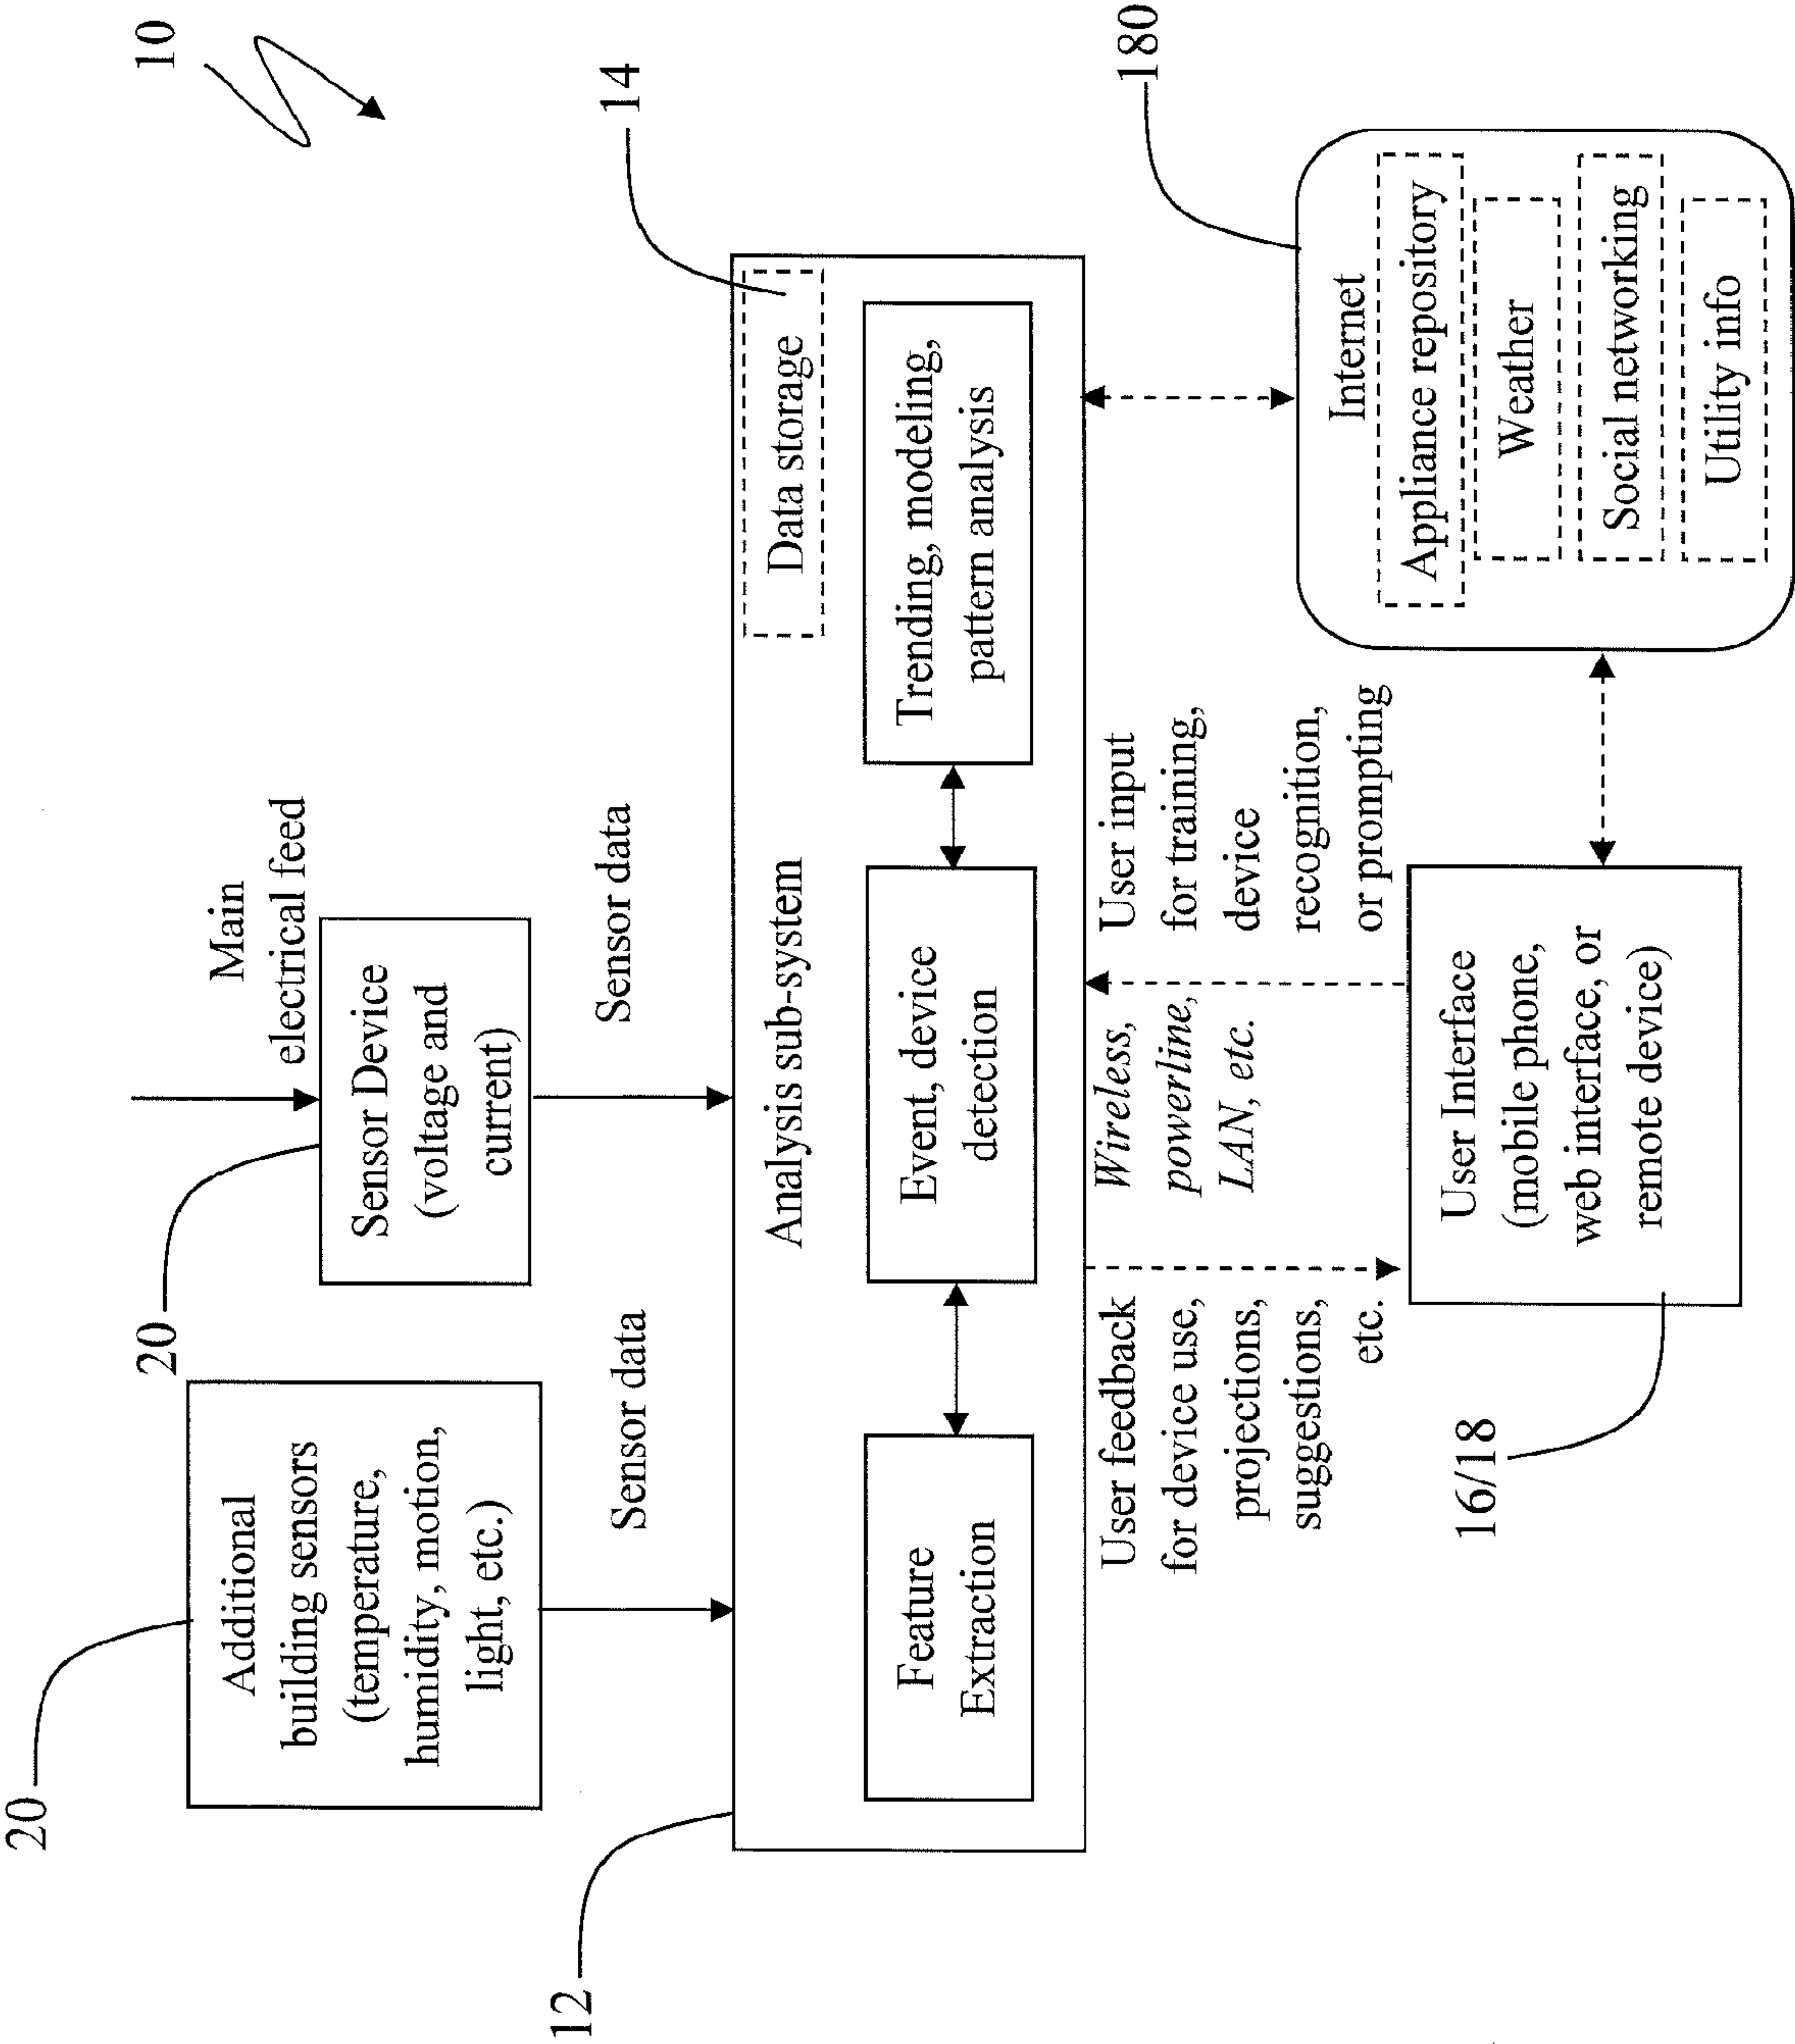 10
20
Additional
building sensors
(temperature,
humidity, motion,
light, etc.)
Main
electrical feed
20
Sensor Device
(voltage and
current)
Sensor data
Sensor data
12
14
Analysis sub-system
Data storage
Feature
Extraction
Event, device
detection
Trending, modeling,
pattern analysis
User feedback
for device use,
projections,
suggestions,
etc.
Wireless,
powerline,
LAN, etc.
User input
for training,
device
recognition,
or prompting
16/18
User Interface
(mobile phone,
web interface, or
remote device)
180
Internet
Appliance repository
Weather
Social networking
Utility info